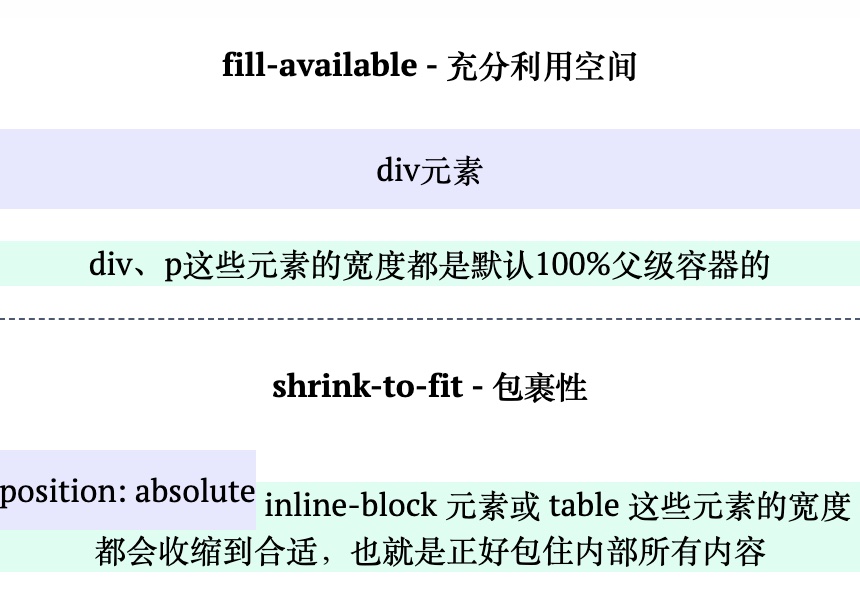 fill-available - 充分利用空间
div元素
div、p这些元素的宽度都是默认100%父级容器的
shrink-to-fit - 包裹性
position: absolute
inline-block 元素或 table 这些元素的宽度
都会收缩到合适，也就是正好包住内部所有内容